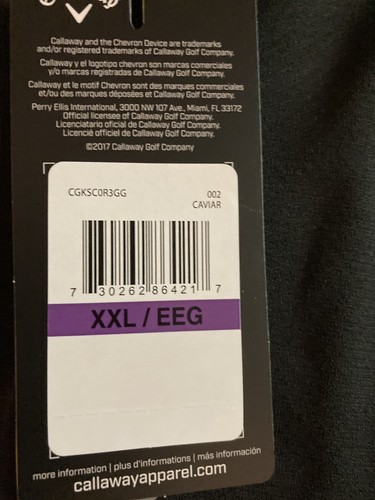 Callaway and the Chevron Device are trademarks
and/or registered trademarks of Callaway Golf Company.
Callaway y el logotipo chevron son marcas comerciales
y/o marcas registradas de Callaway Golf Company.
Callaway et le motif Chevron sont des marques commerciales
et/ou des marques déposées et Callaway Golf Company.
Perry Ellis International, 3000 NW 107 Ave., Miami, FL 33172
Official licensee of Callaway Golf Company.
Licenciatario oficial de Callaway Golf Company.
Licencié officiel de Callaway Golf Company.
©2017 Callaway Golf Company
CGKSC0R3GG 002
CAVIAR
7 30262 86421 7
XXL / EEG
more information | plus d'informations | más información
callawayapparel.com